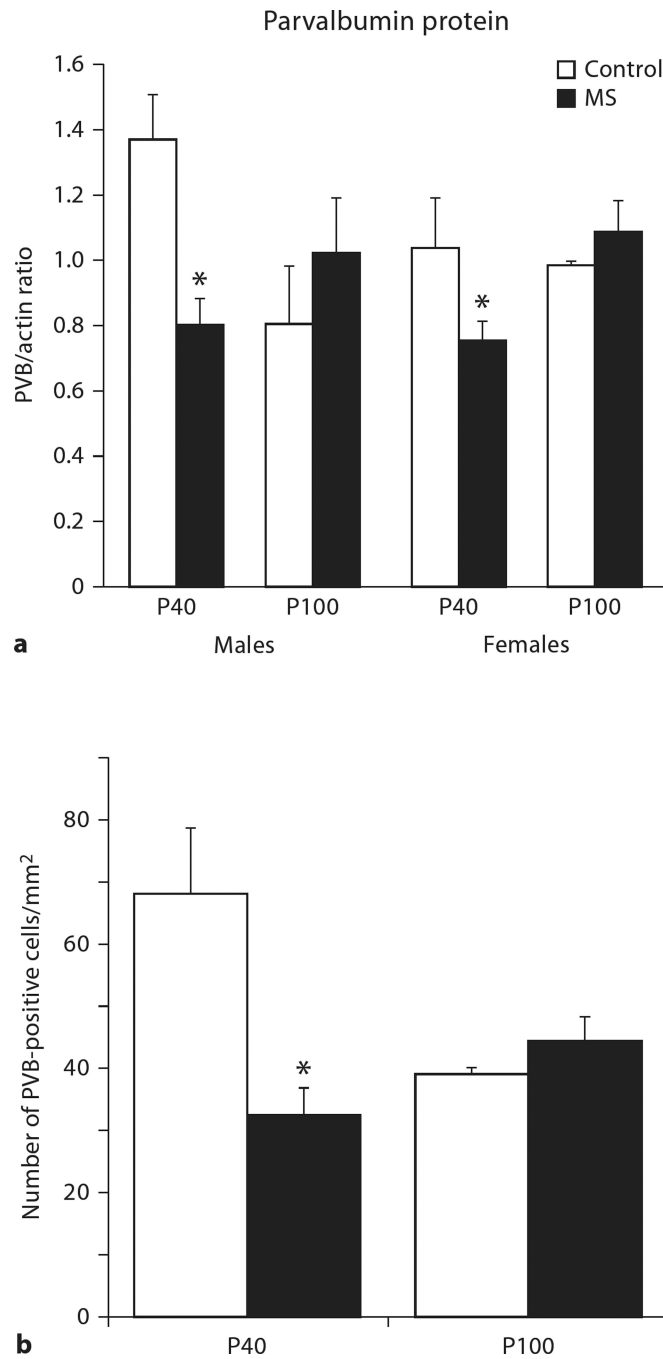 Parvalbumin protein
Control
MS
PVB/actin ratio
1.6
1.4
1.2
1.0
0.8
0.6
0.4
0.2
0
*
*
P40
P100
P40
P100
a
Males
Females
Number of PVB-positive cells/mm²
80
60
40
20
0
*
b
P40
P100